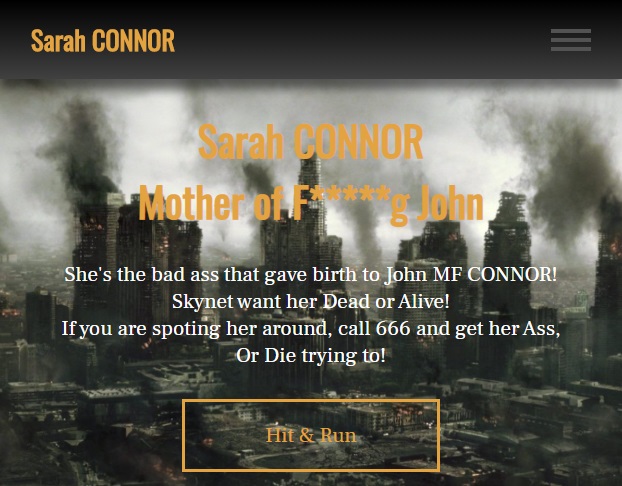 Sarah CONNOR
Sarah CONNOR
Mother of F*****g John
She's the bad ass that gave birth to John MF CONNOR!
Skynet want her Dead or Alive!
If you are spoting her around, call 666 and get her Ass,
Or Die trying to!
Hit & Run